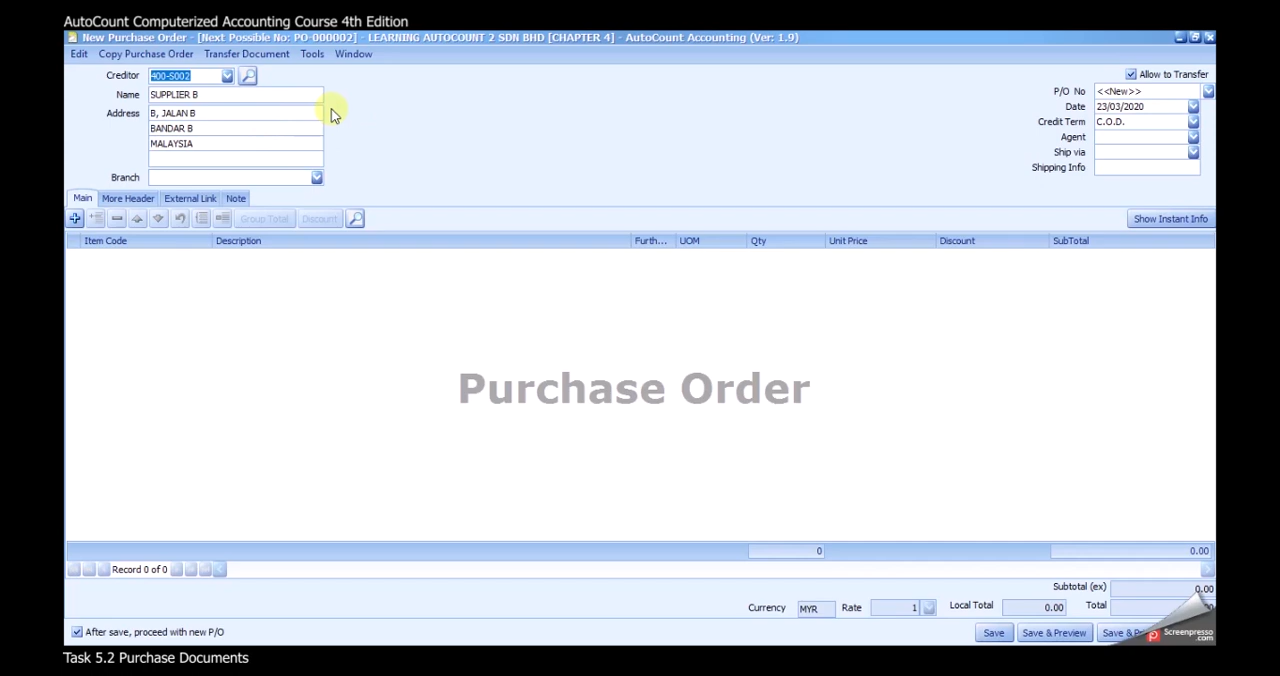 AutoCount Computerized Accounting Course 4th Edition
New Purchase Order - [Next Possible No: PO-000002] - LEARNING AUTOCOUNT 2 SDN BHD [CHAPTER 4] - AutoCount Accounting (Ver: 1.9)
Edit Copy Purchase Order Transfer Document Tools Window
Creditor 400-S002 Allow to Transfer
Name SUPPLIER B P/O No <<New>>
Address B, JALAN B Date 23/03/2020
BANDAR B Credit Term C.O.D.
MALAYSIA Agent
Ship via
Shipping Info
Branch
Main More Header External Link Note
Group Total Discount Show Instant Info
Item Code Description Furth... UOM Qty Unit Price Discount SubTotal
Purchase Order
0 0.00
Record 0 of 0
Subtotal (ex) 0.00
Currency MYR Rate 1 Local Total 0.00 Total
After save, proceed with new P/O Save Save & Preview Save &
Screenpresso
.com
Task 5.2 Purchase Documents